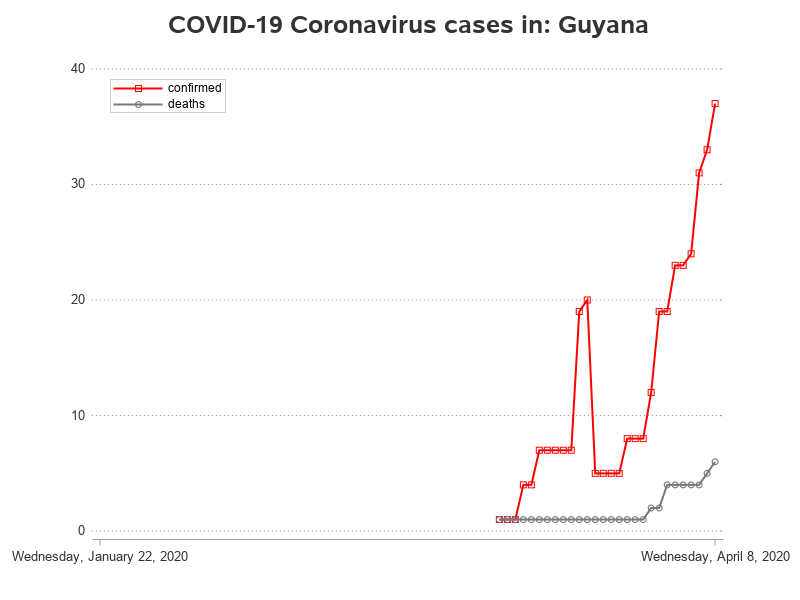 COVID-19 Coronavirus cases in: Guyana
40
confirmed
deaths
30
20
10
0
Wednesday, January 22, 2020
Wednesday, April 8, 2020